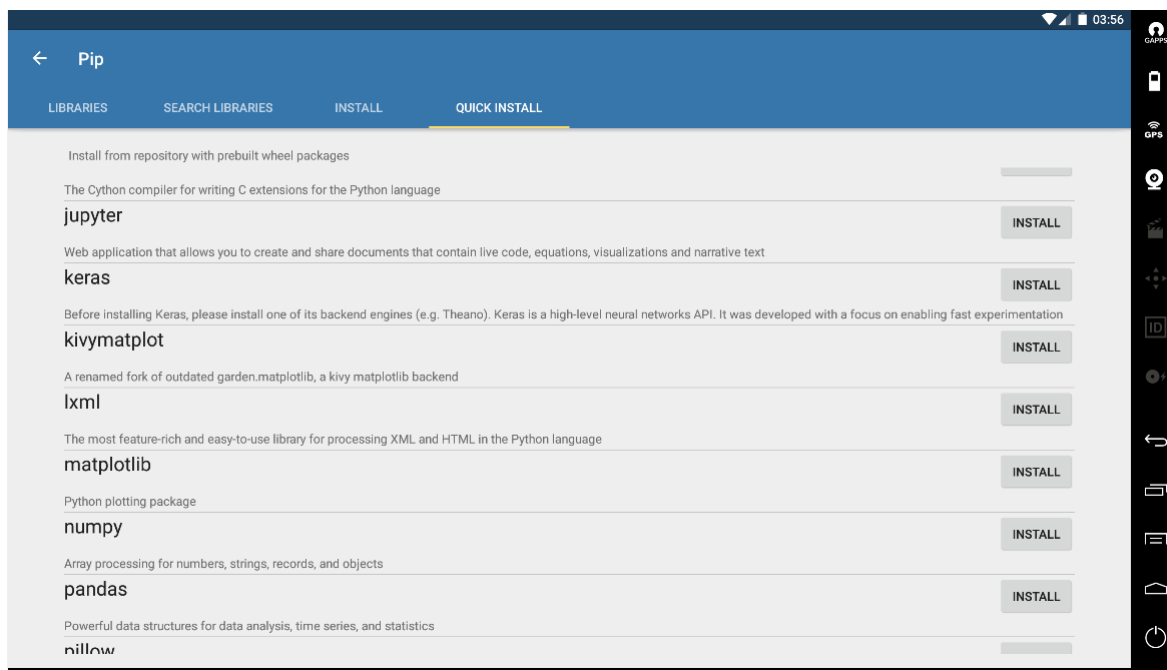 03:56
Pip
LIBRARIES SEARCH LIBRARIES INSTALL QUICK INSTALL
Install from repository with prebuilt wheel packages
The Cython compiler for writing C extensions for the Python language
jupyter
INSTALL
Web application that allows you to create and share documents that contain live code, equations, visualizations and narrative text
keras
INSTALL
Before installing Keras, please install one of its backend engines (e.g. Theano). Keras is a high-level neural networks API. It was developed with a focus on enabling fast experimentation
kivymatplot
INSTALL
A renamed fork of outdated garden.matplotlib, a kivy matplotlib backend
lxml
INSTALL
The most feature-rich and easy-to-use library for processing XML and HTML in the Python language
matplotlib
INSTALL
Python plotting package
numpy
INSTALL
Array processing for numbers, strings, records, and objects
pandas
INSTALL
Powerful data structures for data analysis, time series, and statistics
pillow
GAPPS
GPS
ID